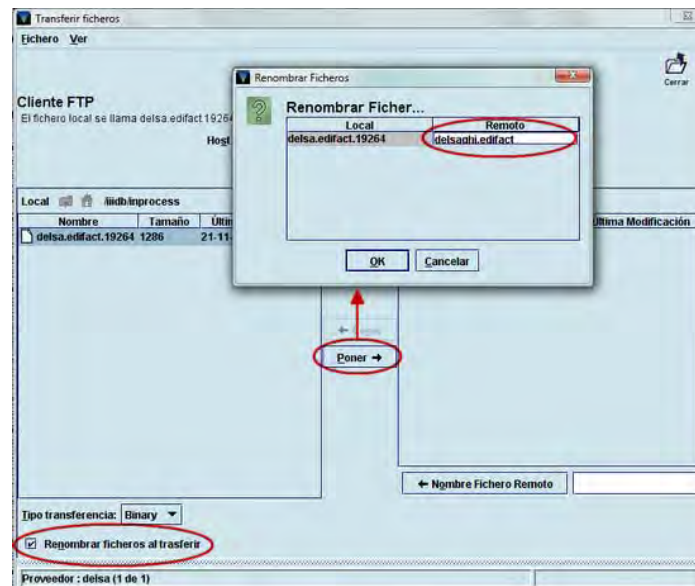 Transferir ficheros
Fichero Ver
Cerrar
Cliente FTP
El fichero local se llama delsa.edifact.19264
Host
Renombrar Ficheros
Renombrar Ficher...
Local Remoto
delsa.edifact.19264 delsaghi.edifact
OK Cancelar
Local /iiidb/inprocess
Nombre Tamaño Últim
delsa.edifact.19264 1286 21-11-
Última Modificación
Poner →
← Nombre Fichero Remoto
Tipo transferencia: Binary
Renombrar ficheros al trasferir
Proveedor : delsa (1 de 1)